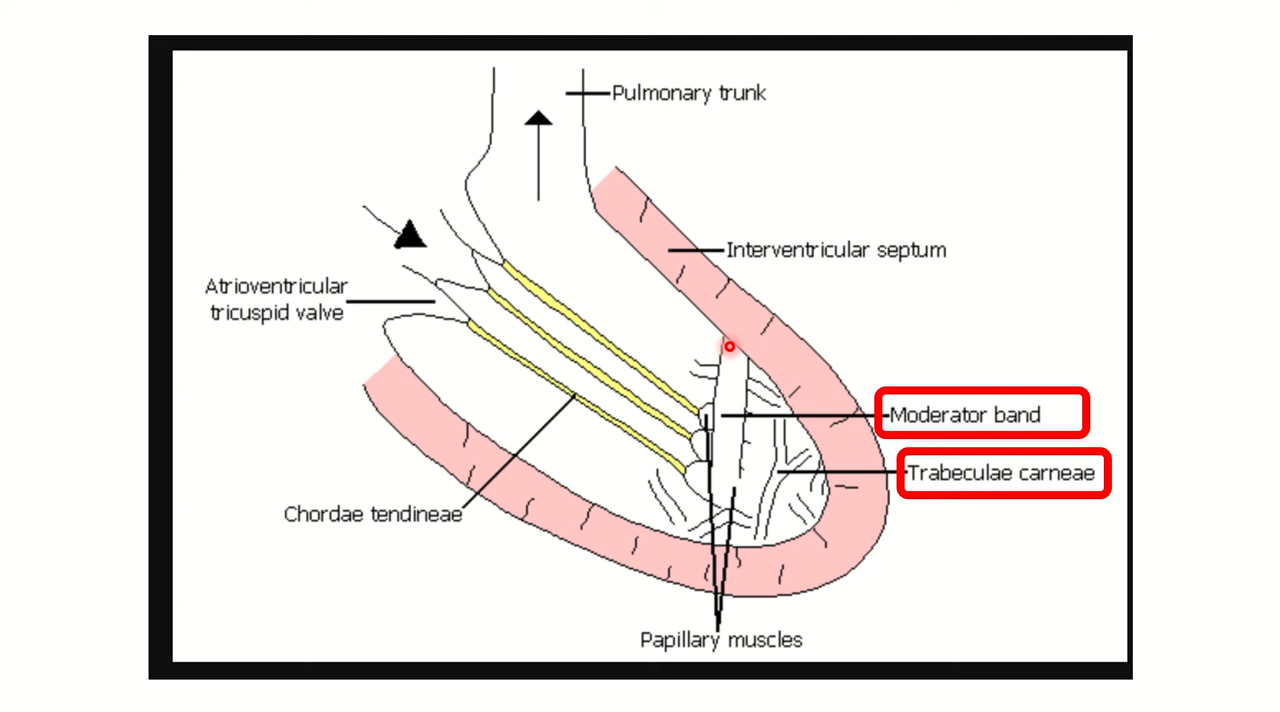 Pulmonary trunk
Interventricular septum
Atrioventricular
tricuspid valve
Moderator band
Trabeculae carneae
Chordae tendineae
Papillary muscles